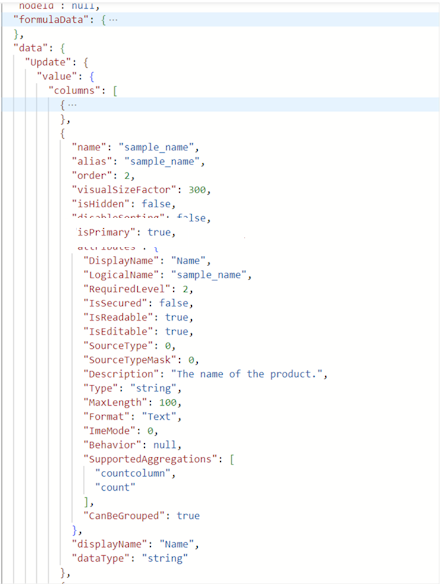 nodeId": null,
"formulaData": { ...
},
"data": {
"Update": {
"value": {
"columns": [
{ ...
},
{
"name": "sample_name",
"alias": "sample_name",
"order": 2,
"visualSizeFactor": 300,
"isHidden": false,
"disableSorting": false,
isPrimary": true,
"attributes": {
"DisplayName": "Name",
"LogicalName": "sample_name",
"RequiredLevel": 2,
"IsSecured": false,
"IsReadable": true,
"IsEditable": true,
"SourceType": 0,
"SourceTypeMask": 0,
"Description": "The name of the product.",
"Type": "string",
"MaxLength": 100,
"Format": "Text",
"ImeMode": 0,
"Behavior": null,
"SupportedAggregations": [
"countcolumn",
"count"
],
"CanBeGrouped": true
},
"displayName": "Name",
"dataType": "string"
},